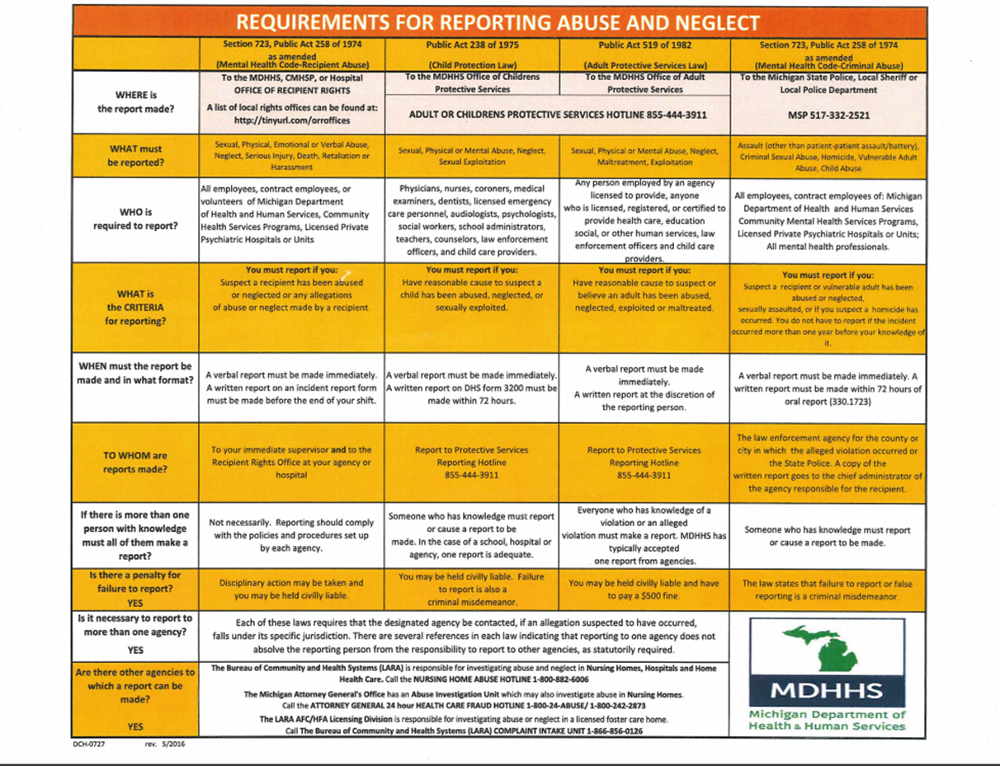 REQUIREMENTS FOR REPORTING ABUSE AND NEGLECT
Section 723, Public Act 258 of 1974
as amended
(Mental Health Code-Recipient Abuse)
Public Act 238 of 1975
(Child Protection Law)
Public Act 519 of 1982
(Adult Protective Services Law)
Section 723, Public Act 258 of 1974
as amended
(Mental Health Code-Criminal Abuse)
WHERE is
the report made?
To the MDHHS, CMHSP, or Hospital
OFFICE OF RECIPIENT RIGHTS
A list of local rights offices can be found at:
http://tinyurl.com/orroffices
To the MDHHS Office of Childrens
Protective Services
To the MDHHS Office of Adult
Protective Services
ADULT OR CHILDRENS PROTECTIVE SERVICES HOTLINE 855-444-3911
To the Michigan State Police, Local Sheriff or
Local Police Department
MSP 517-332-2521
WHAT must
be reported?
Sexual, Physical, Emotional or Verbal Abuse,
Neglect, Serious Injury, Death, Retaliation or
Harassment
Sexual, Physical or Mental Abuse, Neglect,
Sexual Exploitation
Sexual, Physical or Mental Abuse, Neglect,
Maltreatment, Exploitation
Assault (other than patient-patient assault/battery),
Criminal Sexual Abuse, Homicide, Vulnerable Adult
Abuse, Child Abuse
WHO is
required to report?
All employees, contract employees, or
volunteers of Michigan Department
of Health and Human Services, Community
Health Services Programs, Licensed Private
Psychiatric Hospitals or Units
Physicians, nurses, coroners, medical
examiners, dentists, licensed emergency
care personnel, audiologists, psychologists,
social workers, school administrators,
teachers, counselors, law enforcement
officers, and child care providers.
Any person employed by an agency
licensed to provide, anyone
who is licensed, registered, or certified to
provide health care, education
social, or other human services, law
enforcement officers and child care
providers.
All employees, contract employees of: Michigan
Department of Health and Human Services
Community Mental Health Services Programs,
Licensed Private Psychiatric Hospitals or Units;
All mental health professionals.
WHAT is
the CRITERIA
for reporting?
You must report if you:
Suspect a recipient has been abused
or neglected or any allegations
of abuse or neglect made by a recipient
You must report if you:
Have reasonable cause to suspect a
child has been abused, neglected, or
sexually exploited.
You must report if you:
Have reasonable cause to suspect or
believe an adult has been abused,
neglected, exploited or maltreated.
You must report if you:
Suspect a recipient or vulnerable adult has been
abused or neglected,
sexually assaulted, or if you suspect a homicide has
occurred. You do not have to report if the incident
occurred more than one year before your knowledge of
it.
WHEN must the report be
made and in what format?
A verbal report must be made immediately.
A written report on an incident report form
must be made before the end of your shift.
A verbal report must be made immediately.
A written report on DHS form 3200 must be
made within 72 hours.
A verbal report must be made
immediately.
A written report at the discretion of
the reporting person.
A verbal report must be made immediately. A
written report must be made within 72 hours of
oral report (330.1723)
TO WHOM are
reports made?
To your immediate supervisor and to the
Recipient Rights Office at your agency or
hospital
Report to Protective Services
Reporting Hotline
855-444-3911
Report to Protective Services
Reporting Hotline
855-444-3911
The law enforcement agency for the county or
city in which the alleged violation occurred or
the State Police. A copy of the
written report goes to the chief administrator of
the agency responsible for the recipient.
If there is more than one
person with knowledge
must all of them make a
report?
Not necessarily. Reporting should comply
with the policies and procedures set up
by each agency.
Someone who has knowledge must report
or cause a report to be
made. In the case of a school, hospital or
agency, one report is adequate.
Everyone who has knowledge of a
violation or an alleged
violation must make a report. MDHHS has
typically accepted
one report from agencies.
Someone who has knowledge must report
or cause a report to be made.
Is there a penalty for
failure to report?
YES
Disciplinary action may be taken and
you may be held civilly liable.
You may be held civilly liable. Failure
to report is also a
criminal misdemeanor.
You may be held civilly liable and have
to pay a $500 fine.
The law states that failure to report or false
reporting is a criminal misdemeanor
Is it necessary to report to
more than one agency?
YES
Each of these laws requires that the designated agency be contacted, if an allegation suspected to have occurred,
falls under its specific jurisdiction. There are several references in each law indicating that reporting to one agency does not
absolve the reporting person from the responsibility to report to other agencies, as statutorily required.
Are there other agencies to
which a report can be
made?
YES
The Bureau of Community and Health Systems (LARA) is responsible for investigating abuse and neglect in Nursing Homes, Hospitals and Home
Health Care. Call the NURSING HOME ABUSE HOTLINE 1-800-882-6006
The Michigan Attorney General's Office has an Abuse Investigation Unit which may also investigate abuse in Nursing Homes.
Call the ATTORNEY GENERAL 24 hour HEALTH CARE FRAUD HOTLINE 1-800-24-ABUSE/ 1-800-242-2873
The LARA AFC/HFA Licensing Division is responsible for investigating abuse or neglect in a licensed foster care home.
Call The Bureau of Community and Health Systems (LARA) COMPLAINT INTAKE UNIT 1-866-856-0126
MDHHS
Michigan Department of
Health & Human Services
DCH-0727 rev. 5/2016